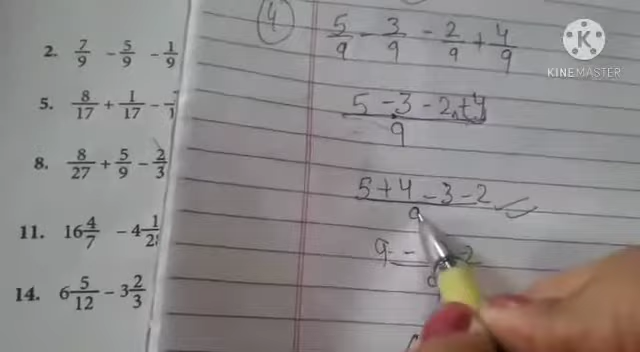 ④ 5/9 - 3/9 - 2/9 + 4/9
KINEMASTER
2. 7/9 - 5/9 - 1/9
5 - 3 - 2 + 4 / 9
5. 8/17 + 1/17 -
8. 8/27 + 5/9 - 2/3
5 + 4 - 3 - 2 / 9
11. 16 4/7 - 4
9 - - 2
14. 6 5/12 - 3 2/3